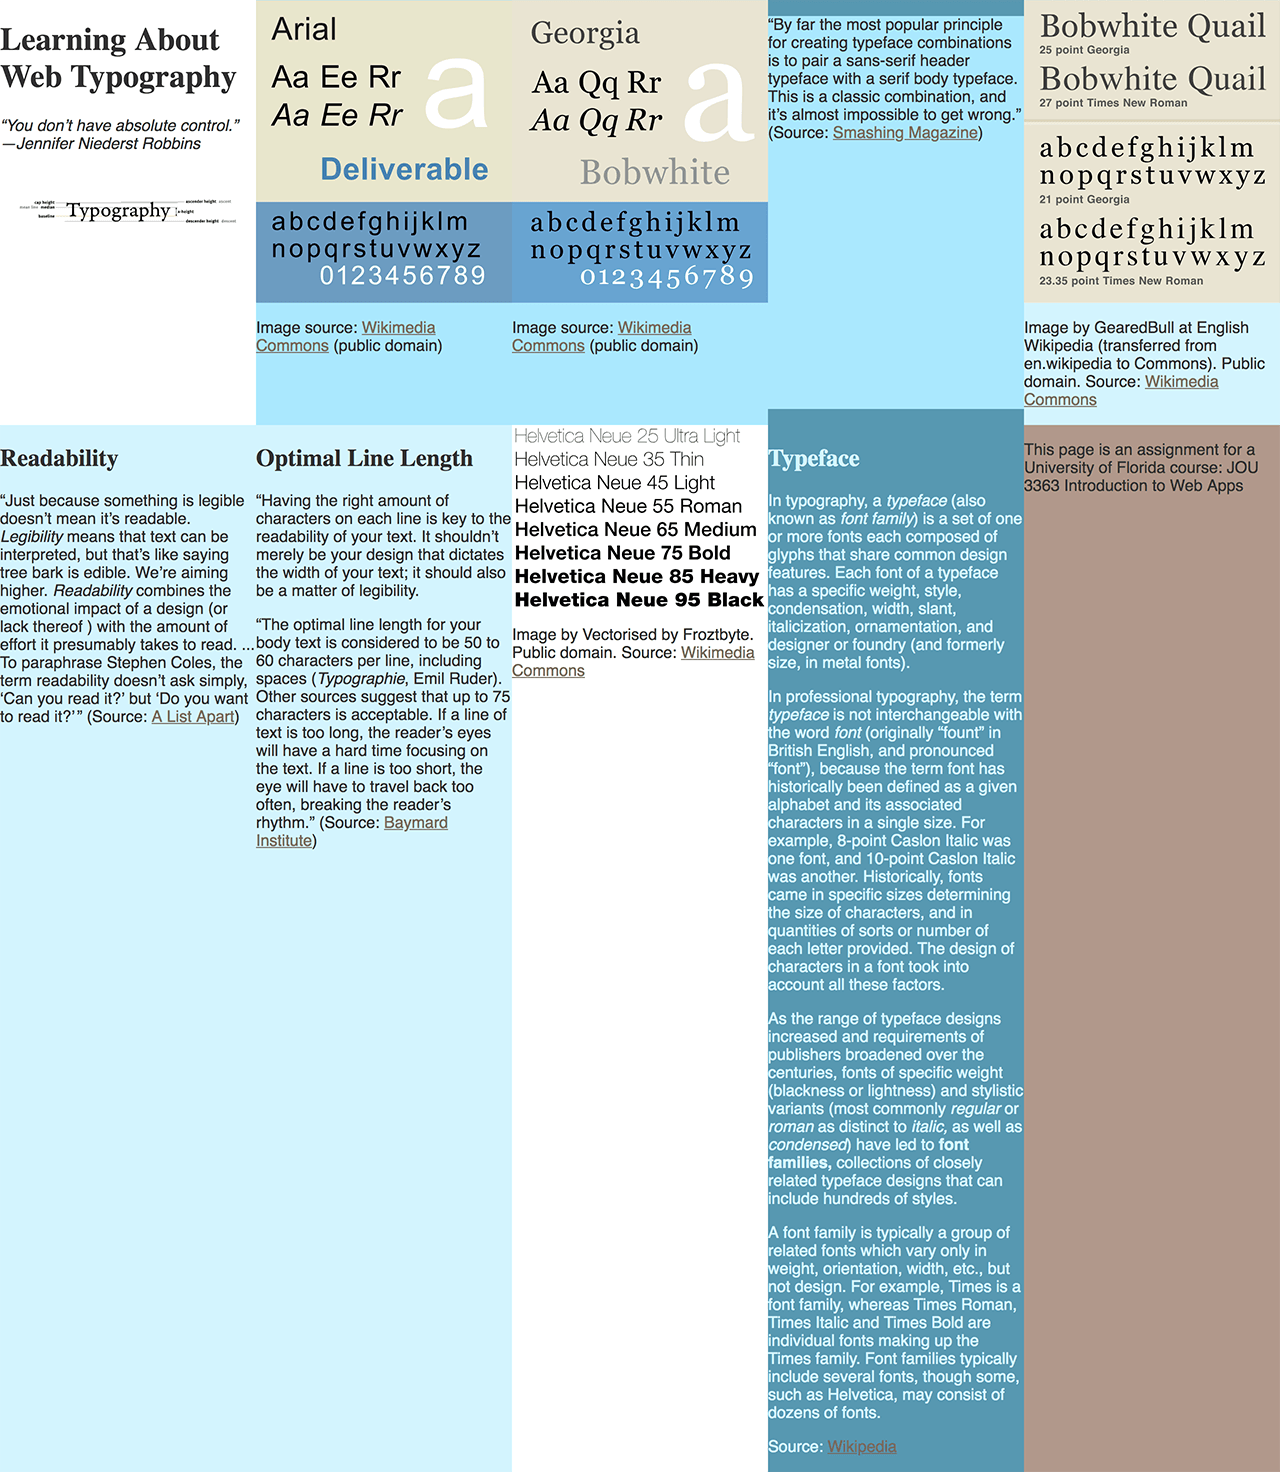 Learning About
Web Typography
“You don’t have absolute control.”
—Jennifer Niederst Robbins
cap height
mean line median
baseline
Typography
ascender height ascent
x-height
descender height descent
Arial
Aa Ee Rr
Aa Ee Rr
a
Deliverable
abcdefghijklm
nopqrstuvwxyz
0123456789
Image source: Wikimedia
Commons (public domain)
Georgia
Aa Qq Rr
Aa Qq Rr
a
Bobwhite
abcdefghijklm
nopqrstuvwxyz
0123456789
Image source: Wikimedia
Commons (public domain)
“By far the most popular principle
for creating typeface combinations
is to pair a sans-serif header
typeface with a serif body typeface.
This is a classic combination, and
it’s almost impossible to get wrong.”
(Source: Smashing Magazine)
Bobwhite Quail
25 point Georgia
Bobwhite Quail
27 point Times New Roman
abcdefghijklm
nopqrstuvwxyz
21 point Georgia
abcdefghijklm
nopqrstuvwxyz
23.35 point Times New Roman
Image by GearedBull at English
Wikipedia (transferred from
en.wikipedia to Commons). Public
domain. Source: Wikimedia
Commons
Readability
“Just because something is legible
doesn’t mean it’s readable.
Legibility means that text can be
interpreted, but that’s like saying
tree bark is edible. We’re aiming
higher. Readability combines the
emotional impact of a design (or
lack thereof ) with the amount of
effort it presumably takes to read. ...
To paraphrase Stephen Coles, the
term readability doesn’t ask simply,
‘Can you read it?’ but ‘Do you want
to read it?’” (Source: A List Apart)
Optimal Line Length
“Having the right amount of
characters on each line is key to the
readability of your text. It shouldn’t
merely be your design that dictates
the width of your text; it should also
be a matter of legibility.
“The optimal line length for your
body text is considered to be 50 to
60 characters per line, including
spaces (Typographie, Emil Ruder).
Other sources suggest that up to 75
characters is acceptable. If a line of
text is too long, the reader’s eyes
will have a hard time focusing on
the text. If a line is too short, the
eye will have to travel back too
often, breaking the reader’s
rhythm.” (Source: Baymard
Institute)
Helvetica Neue 25 Ultra Light
Helvetica Neue 35 Thin
Helvetica Neue 45 Light
Helvetica Neue 55 Roman
Helvetica Neue 65 Medium
Helvetica Neue 75 Bold
Helvetica Neue 85 Heavy
Helvetica Neue 95 Black
Image by Vectorised by Froztbyte.
Public domain. Source: Wikimedia
Commons
Typeface
In typography, a typeface (also
known as font family) is a set of one
or more fonts each composed of
glyphs that share common design
features. Each font of a typeface
has a specific weight, style,
condensation, width, slant,
italicization, ornamentation, and
designer or foundry (and formerly
size, in metal fonts).
In professional typography, the term
typeface is not interchangeable with
the word font (originally “fount” in
British English, and pronounced
“font”), because the term font has
historically been defined as a given
alphabet and its associated
characters in a single size. For
example, 8-point Caslon Italic was
one font, and 10-point Caslon Italic
was another. Historically, fonts
came in specific sizes determining
the size of characters, and in
quantities of sorts or number of
each letter provided. The design of
characters in a font took into
account all these factors.
As the range of typeface designs
increased and requirements of
publishers broadened over the
centuries, fonts of specific weight
(blackness or lightness) and stylistic
variants (most commonly regular or
roman as distinct to italic, as well as
condensed) have led to font
families, collections of closely
related typeface designs that can
include hundreds of styles.
A font family is typically a group of
related fonts which vary only in
weight, orientation, width, etc., but
not design. For example, Times is a
font family, whereas Times Roman,
Times Italic and Times Bold are
individual fonts making up the
Times family. Font families typically
include several fonts, though some,
such as Helvetica, may consist of
dozens of fonts.
Source: Wikipedia
This page is an assignment for a
University of Florida course: JOU
3363 Introduction to Web Apps